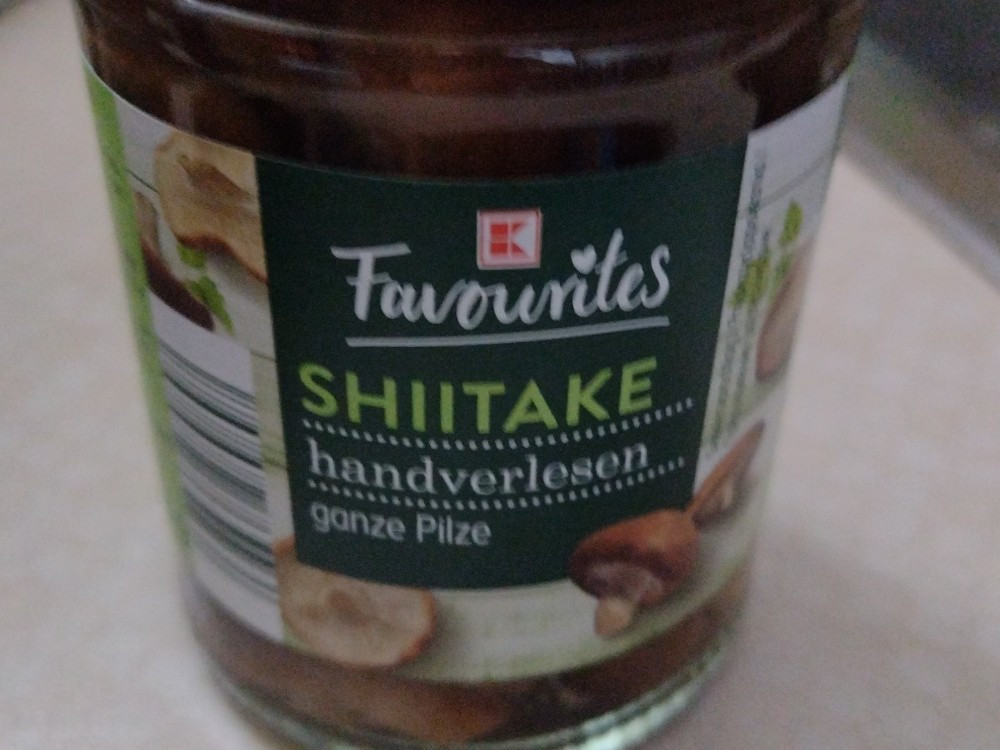 K
Favourites
SHIITAKE
handverlesen
ganze Pilze